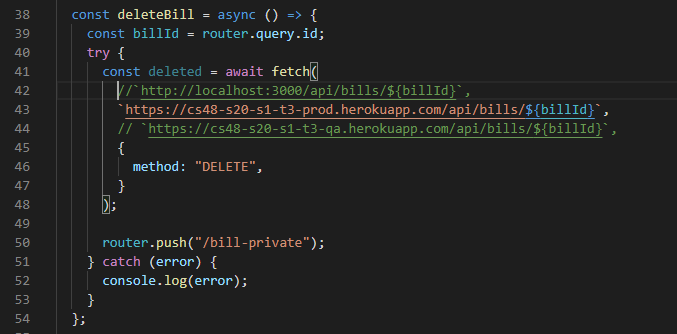 38 const deleteBill = async () => {
39 const billId = router.query.id;
40 try {
41 const deleted = await fetch(
42 //`http://localhost:3000/api/bills/${billId}`,
43 `https://cs48-s20-s1-t3-prod.herokuapp.com/api/bills/${billId}`,
44 // `https://cs48-s20-s1-t3-qa.herokuapp.com/api/bills/${billId}`,
45 {
46 method: "DELETE",
47 }
48 );
49
50 router.push("/bill-private");
51 } catch (error) {
52 console.log(error);
53 }
54 };